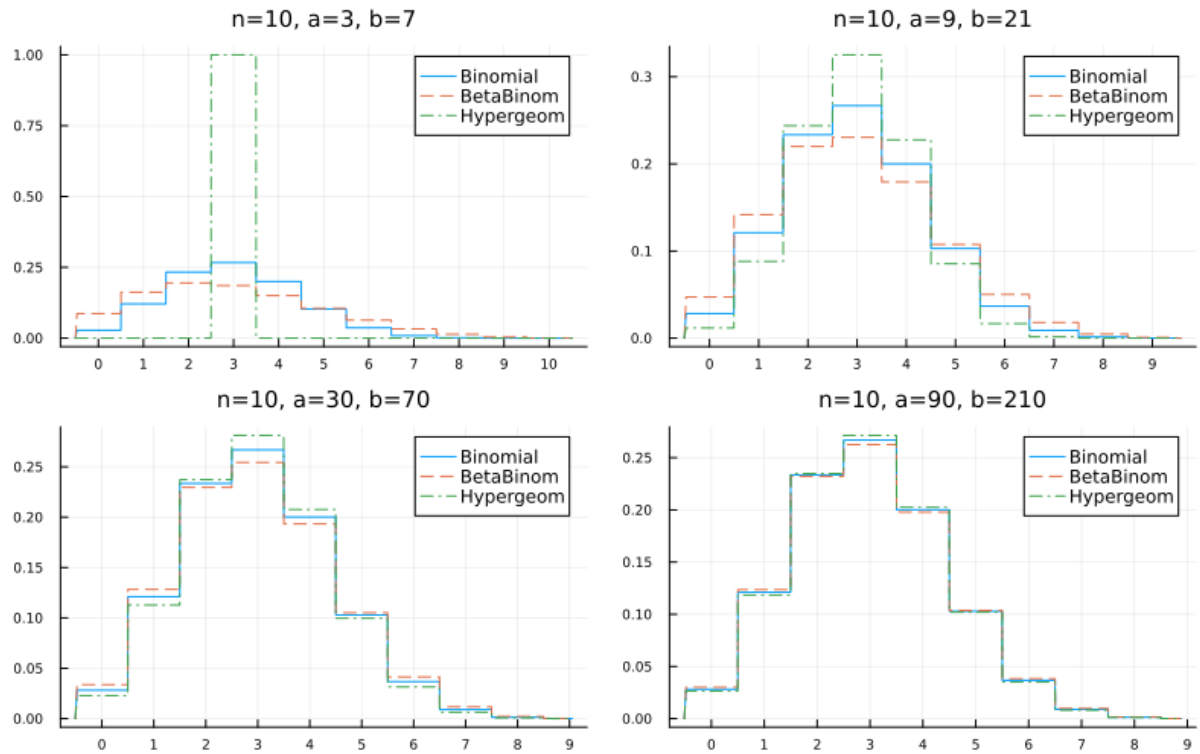 n=10, a=3, b=7
1.00
0.75
0.50
0.25
0.00
Binomial
BetaBinom
Hypergeom
0 1 2 3 4 5 6 7 8 9 10
n=10, a=9, b=21
0.3
0.2
0.1
0.0
Binomial
BetaBinom
Hypergeom
0 1 2 3 4 5 6 7 8 9
n=10, a=30, b=70
0.25
0.20
0.15
0.10
0.05
0.00
Binomial
BetaBinom
Hypergeom
0 1 2 3 4 5 6 7 8 9
n=10, a=90, b=210
0.25
0.20
0.15
0.10
0.05
0.00
Binomial
BetaBinom
Hypergeom
0 1 2 3 4 5 6 7 8 9